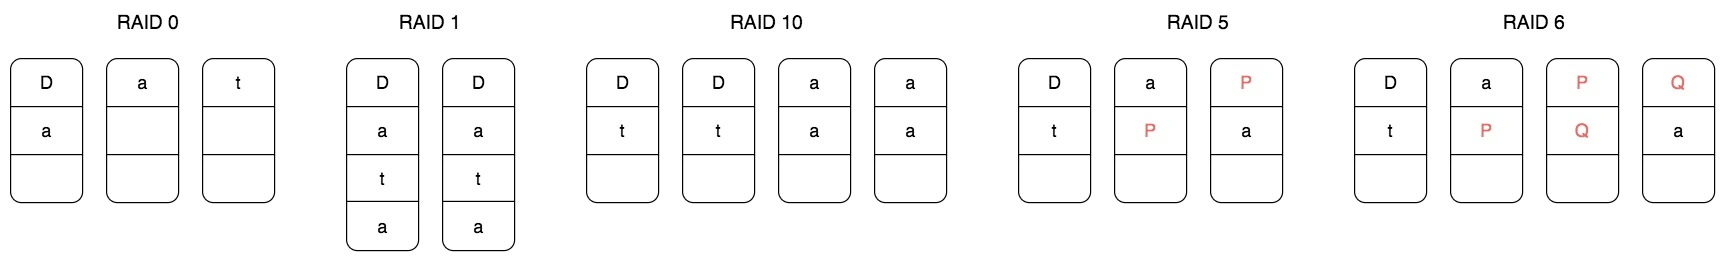 RAID 0 RAID 1 RAID 10 RAID 5 RAID 6
D a t D D D D a a D a P D a P Q
a a a t t a a t P a t P Q a
t t
a a